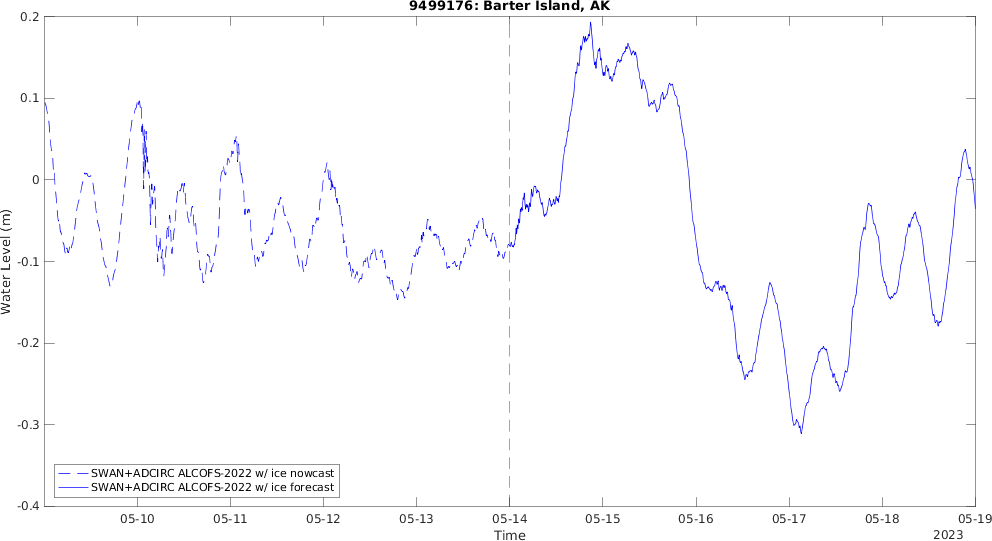 9499176: Barter Island, AK
0.2
0.1
0
-0.1
-0.2
-0.3
-0.4
Water Level (m)
SWAN+ADCIRC ALCOFS-2022 w/ ice nowcast
SWAN+ADCIRC ALCOFS-2022 w/ ice forecast
05-10 05-11 05-12 05-13 05-14 05-15 05-16 05-17 05-18 05-19
Time
2023